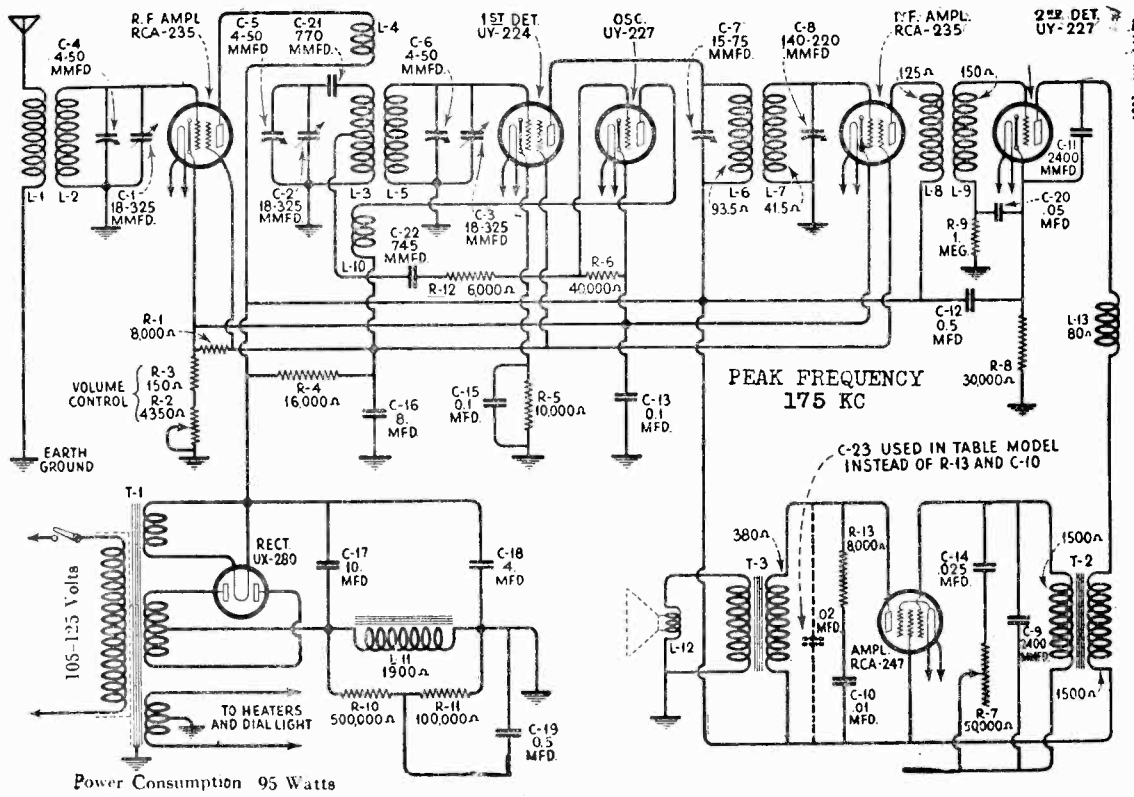 R.F. AMPL.
RCA-235
C-4
4-50
MMFD
C-5
4-50
MMFD
C-21
770
MMFD.
L-4
C-6
4-50
MMFD
1ST DET.
UY-224
OSC.
UY-227
C-7
15-75
MMFD
C-8
140-220
MMFD.
I.F. AMPL.
RCA-235
2ND DET.
UY-227
125Ω
150Ω
C-11
2400
MMFD
L-1
L-2
C-1
18-325
MMFD.
C-2
18-325
MMFD.
L-3
L-5
C-3
18-325
MMFD.
L-6
93.5Ω
L-7
41.5Ω
L-8
L-9
C-20
.05
MFD
R-9
1.
MEG.
C-22
745
MMFD.
L-10
R-12
6,000Ω
R-6
40,000Ω
C-12
0.5
MFD
L-13
80Ω
R-1
8,000Ω
R-3
150Ω
R-2
4350Ω
VOLUME
CONTROL
R-4
16,000Ω
C-16
8.
MFD.
C-15
0.1
MFD.
R-5
10,000Ω
C-13
0.1
MFD.
PEAK FREQUENCY
175 KC
R-8
30,000Ω
EARTH
GROUND
C-23 USED IN TABLE MODEL
INSTEAD OF R-13 AND C-10
T-1
105-125 Volts
RECT.
UX-280
C-17
10.
MFD
C-18
4.
MFD.
L-11
1900Ω
R-10
500,000Ω
R-11
100,000Ω
C-19
0.5
MFD.
TO HEATERS
AND DIAL LIGHT
Power Consumption 95 Watts
L-12
380Ω
T-3
R-13
8,000Ω
.02
MFD.
C-10
.01
MFD.
AMPL.
RCA-247
C-14
.025
MFD.
R-7
50,000Ω
C-9
2400
MMFD.
1500Ω
T-2
1500Ω